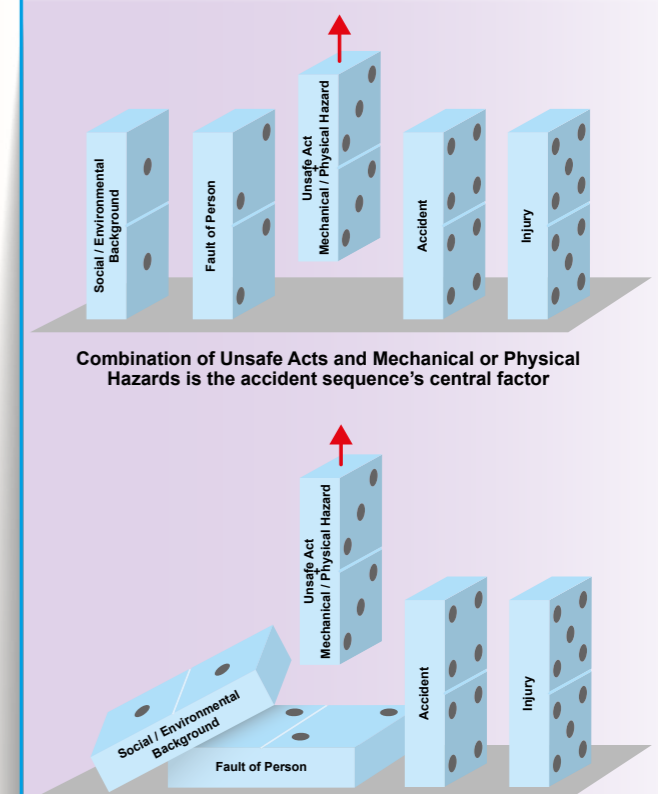 Social / Environmental
Background
Fault of Person
Unsafe Act
+
Mechanical / Physical Hazard
Accident
Injury
Combination of Unsafe Acts and Mechanical or Physical
Hazards is the accident sequence’s central factor
Unsafe Act
+
Mechanical / Physical Hazard
Social / Environmental
Background
Fault of Person
Accident
Injury